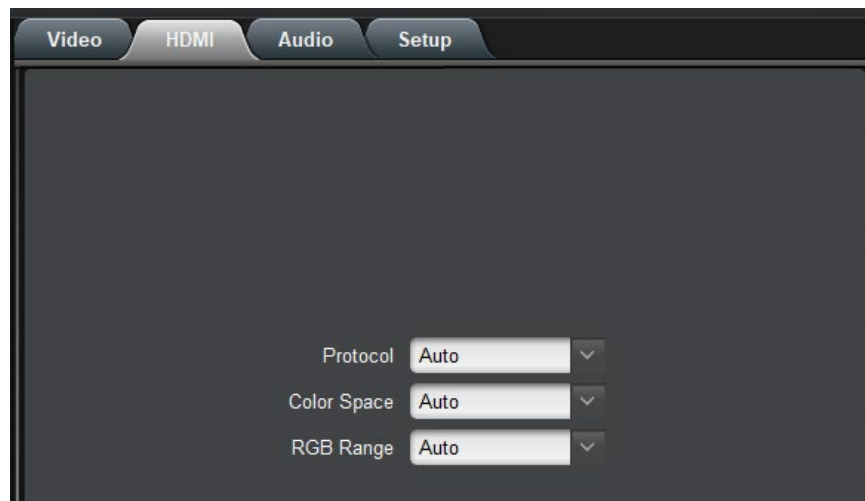 Video HDMI Audio Setup
Protocol Auto
Color Space Auto
RGB Range Auto